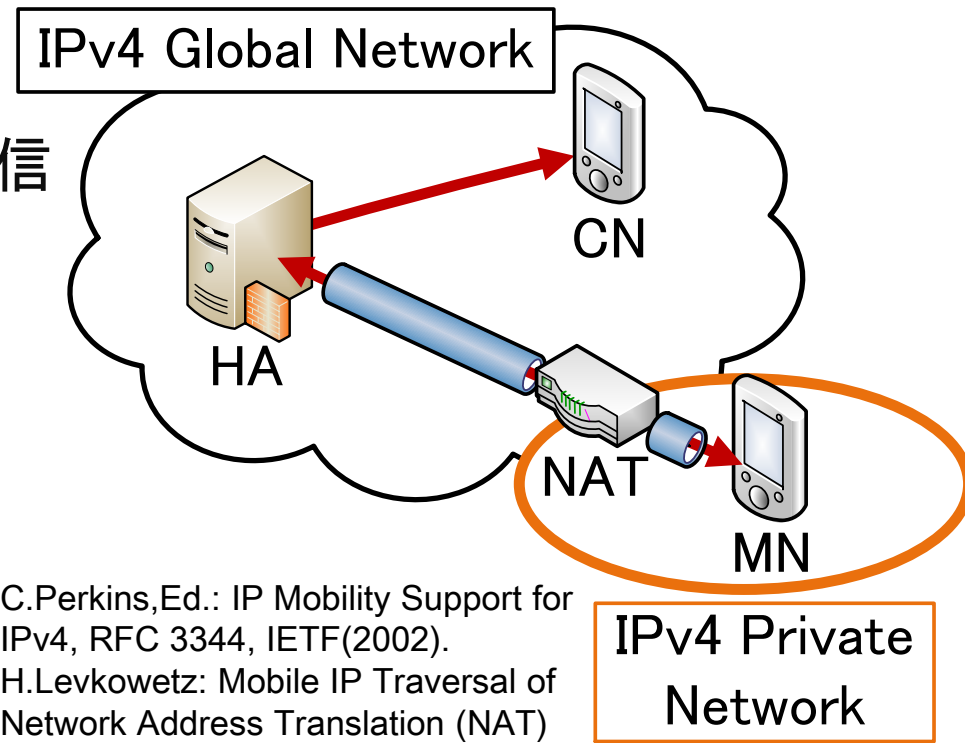 IPv4 Global Network
信
CN
HA
NAT
MN
C.Perkins,Ed.: IP Mobility Support for
IPv4, RFC 3344, IETF(2002).
H.Levkowetz: Mobile IP Traversal of
Network Address Translation (NAT)
IPv4 Private
Network